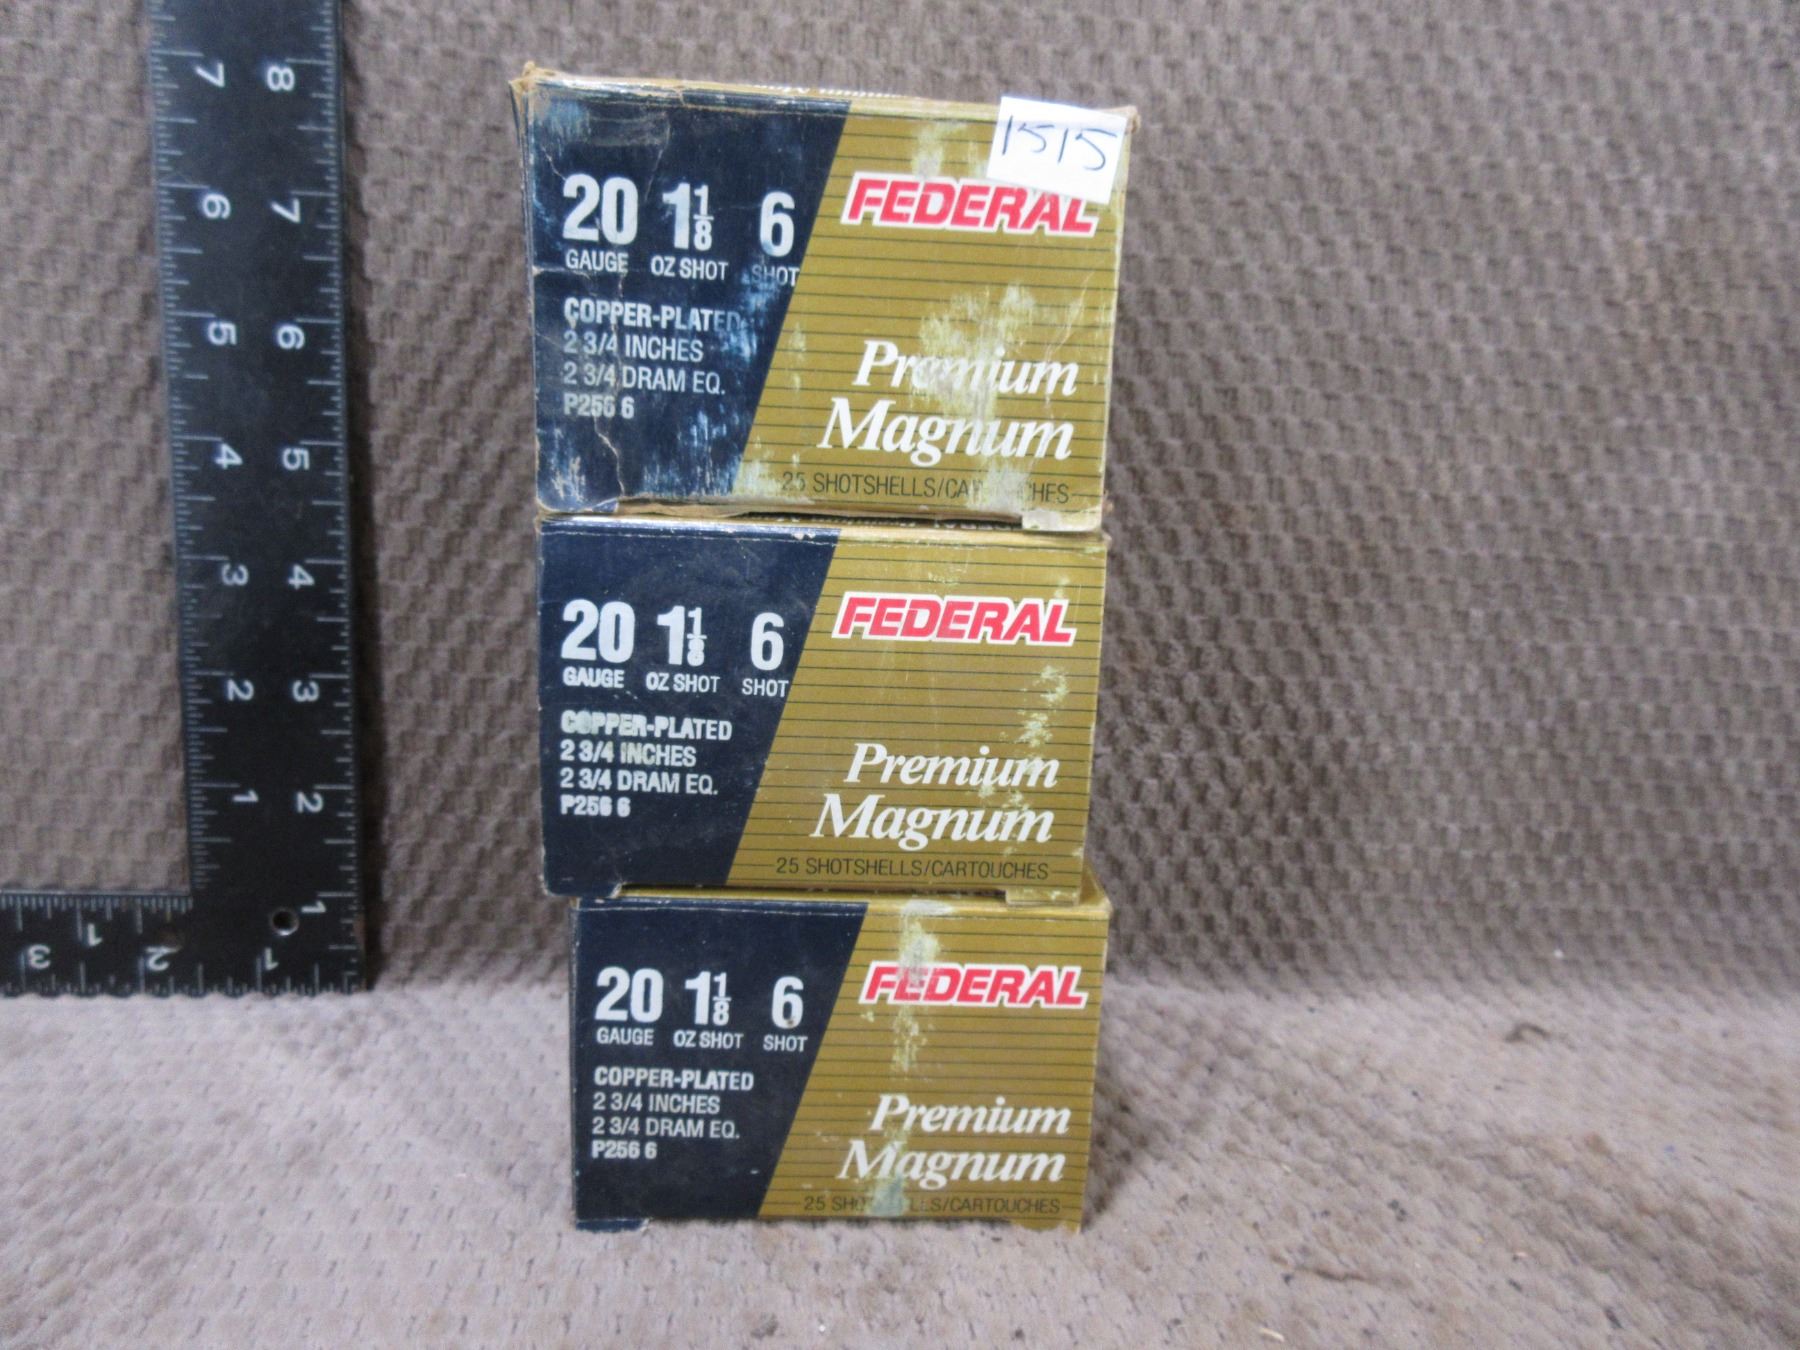 8
7
7
6
6
5
5
4
4
3
3
2
2
1
1
3
2
1
1
1515
20 1 1/8 6
GAUGE OZ SHOT SHOT
COPPER-PLATED
2 3/4 INCHES
2 3/4 DRAM EQ.
P256 6
FEDERAL
Premium
Magnum
25 SHOTSHELLS/CARTOUCHES
20 1 1/8 6
GAUGE OZ SHOT SHOT
COPPER-PLATED
2 3/4 INCHES
2 3/4 DRAM EQ.
P256 6
FEDERAL
Premium
Magnum
25 SHOTSHELLS/CARTOUCHES
20 1 1/8 6
GAUGE OZ SHOT SHOT
COPPER-PLATED
2 3/4 INCHES
2 3/4 DRAM EQ.
P256 6
FEDERAL
Premium
Magnum
25 SHOTSHELLS/CARTOUCHES